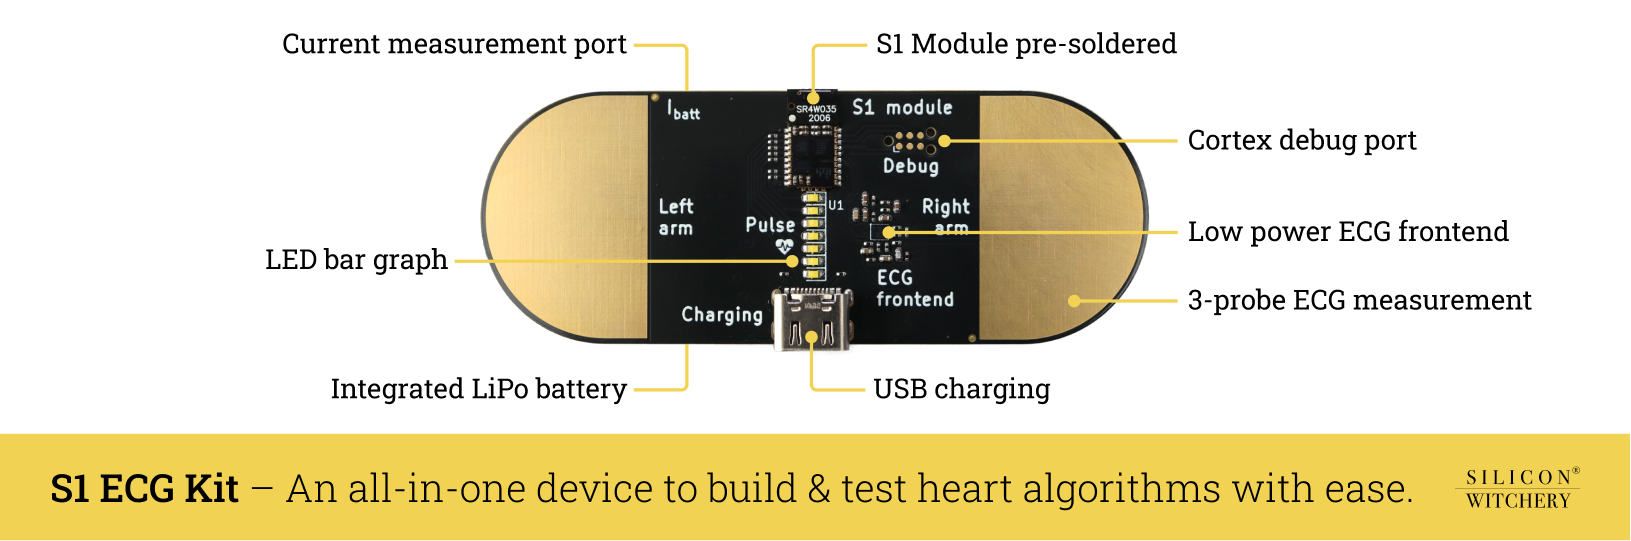 Current measurement port
S1 Module pre-soldered
SR4W035
2006
I batt
S1 module
Cortex debug port
Debug
Left
arm
U1
Right
arm
Pulse
Low power ECG frontend
LED bar graph
ECG
frontend
3-probe ECG measurement
Charging
Integrated LiPo battery
USB charging
S1 ECG Kit – An all-in-one device to build & test heart algorithms with ease.
SILICON®
WITCHERY